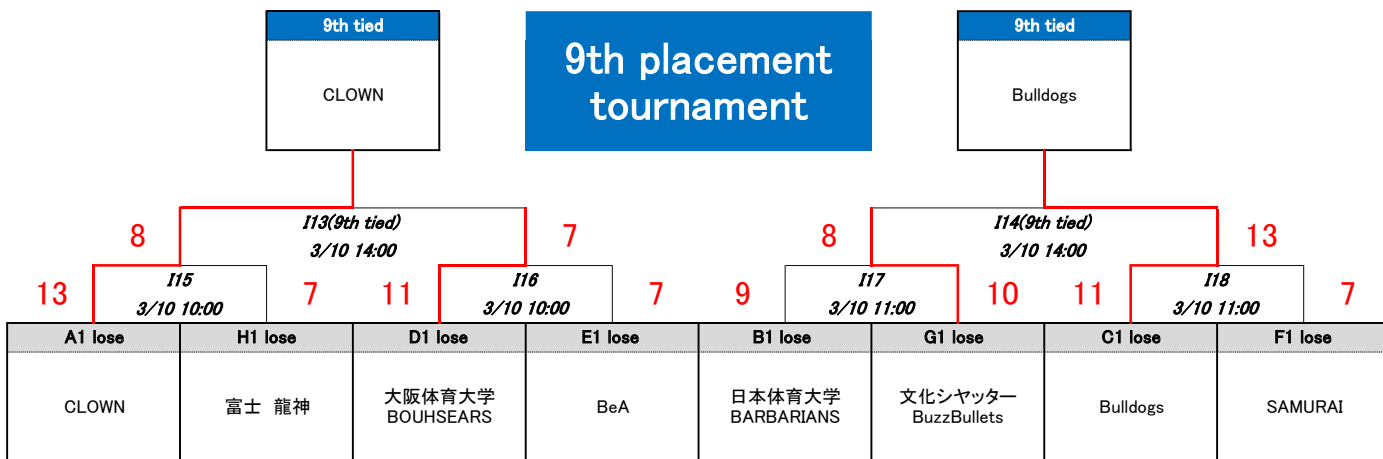 9th tied
9th tied
9th placement
tournament
CLOWN
Bulldogs
I13(9th tied)
I14(9th tied)
8
7
8
13
3/10 14:00
3/10 14:00
I15
I16
I17
I18
13
7
11
7
9
10
11
7
3/10 10:00
3/10 10:00
3/10 11:00
3/10 11:00
A1 lose
H1 lose
D1 lose
E1 lose
B1 lose
G1 lose
C1 lose
F1 lose
CLOWN
富士 龍神
大阪体育大学
BOUHSEARS
BeA
日本体育大学
BARBARIANS
文化シヤッター
BuzzBullets
Bulldogs
SAMURAI